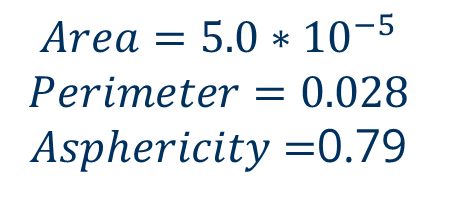 Area = 5.0 * 10⁻⁵
Perimeter = 0.028
Asphericity =0.79